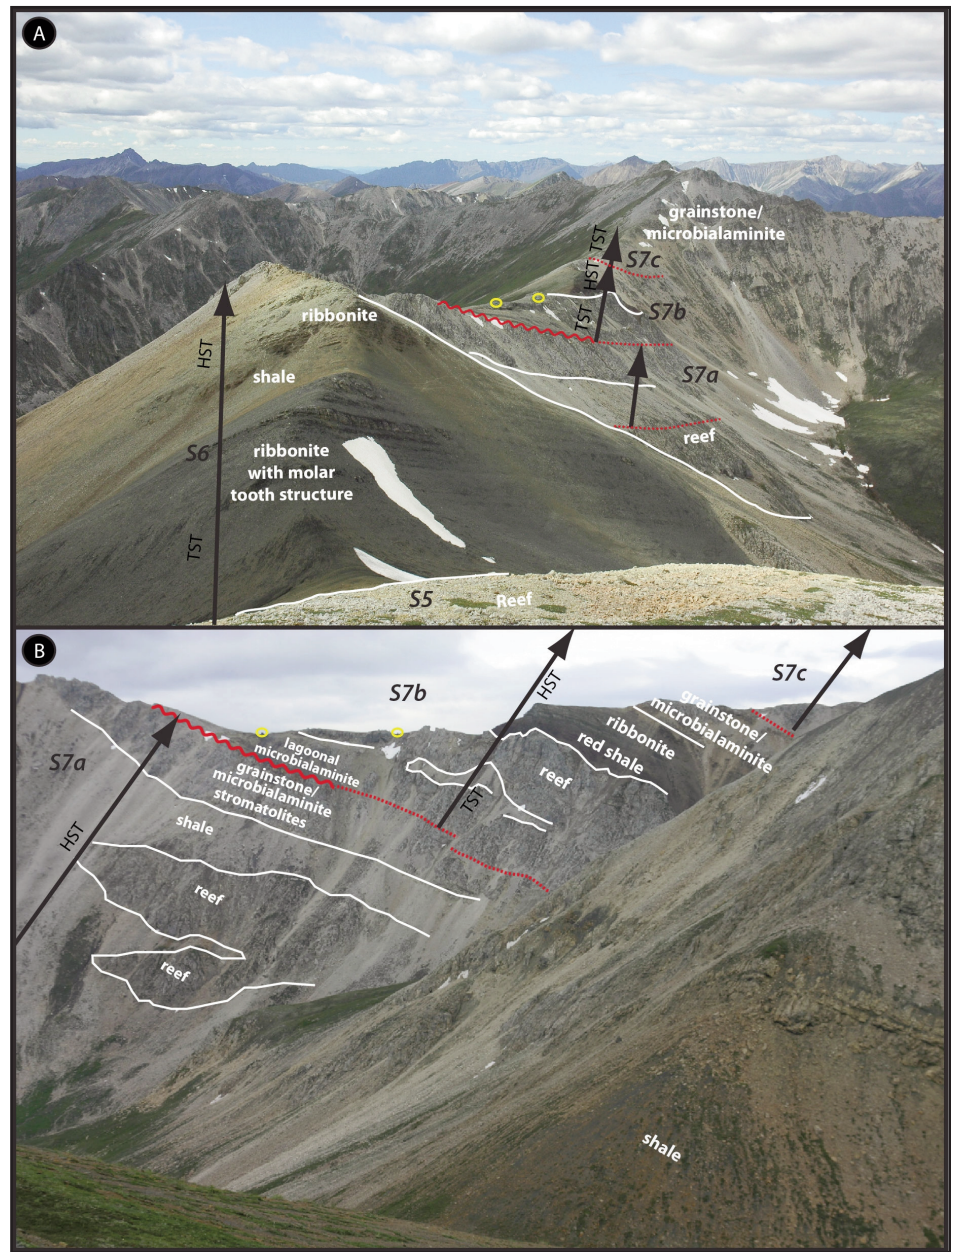 A
grainstone/
microbialaminite
TST
S7c
HST
S7b
TST
ribbonite
HST
shale
S7a
reef
S6
ribbonite
with molar
tooth structure
TST
S5
Reef
B
S7b
HST
S7c
grainstone/
microbialaminite
ribbonite
red shale
lagoonal
microbialaminite
S7a
grainstone/
microbialaminite
stromatolites
reef
TST
shale
HST
reef
reef
shale